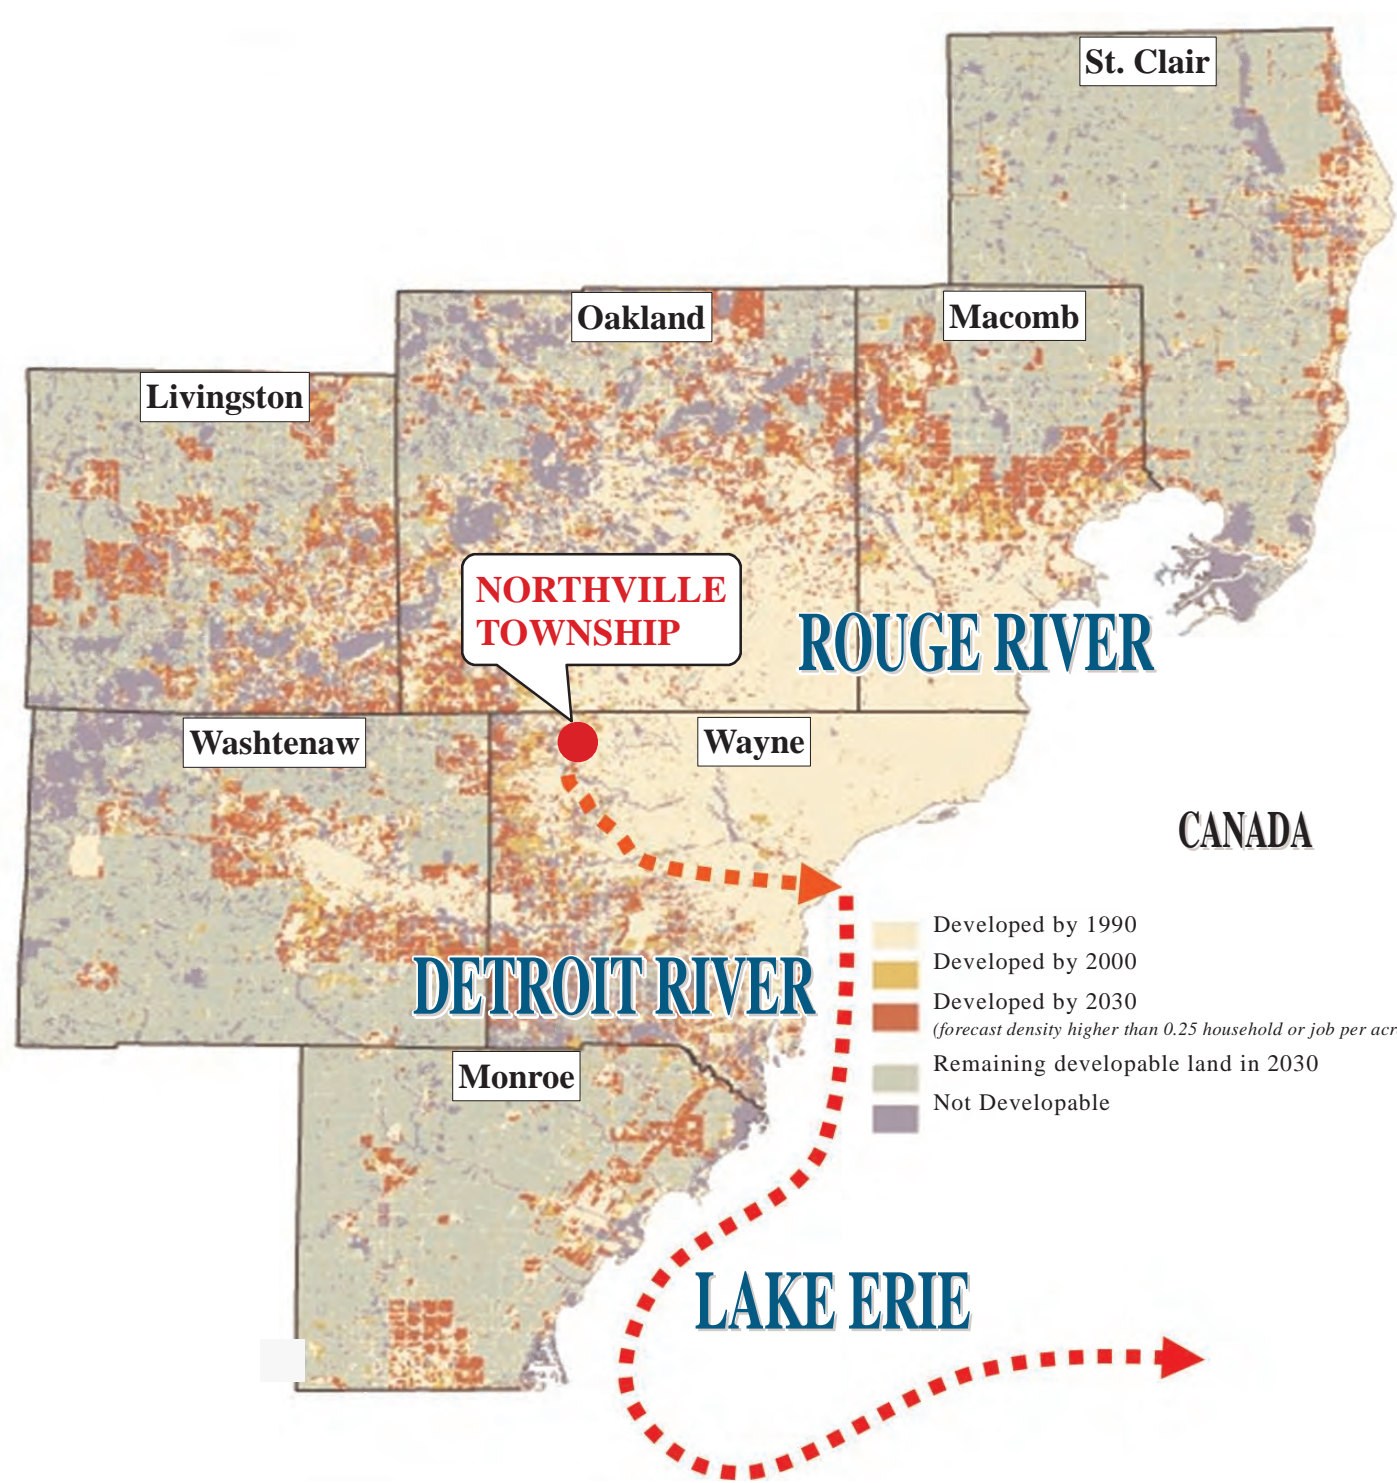 St. Clair
Oakland
Macomb
Livingston
NORTHVILLE
TOWNSHIP
ROUGE RIVER
Washtenaw
Wayne
CANADA
Developed by 1990
Developed by 2000
DETROIT RIVER
Developed by 2030
(forecast density higher than 0.25 household or job per acr
Remaining developable land in 2030
Monroe
Not Developable
LAKE ERIE